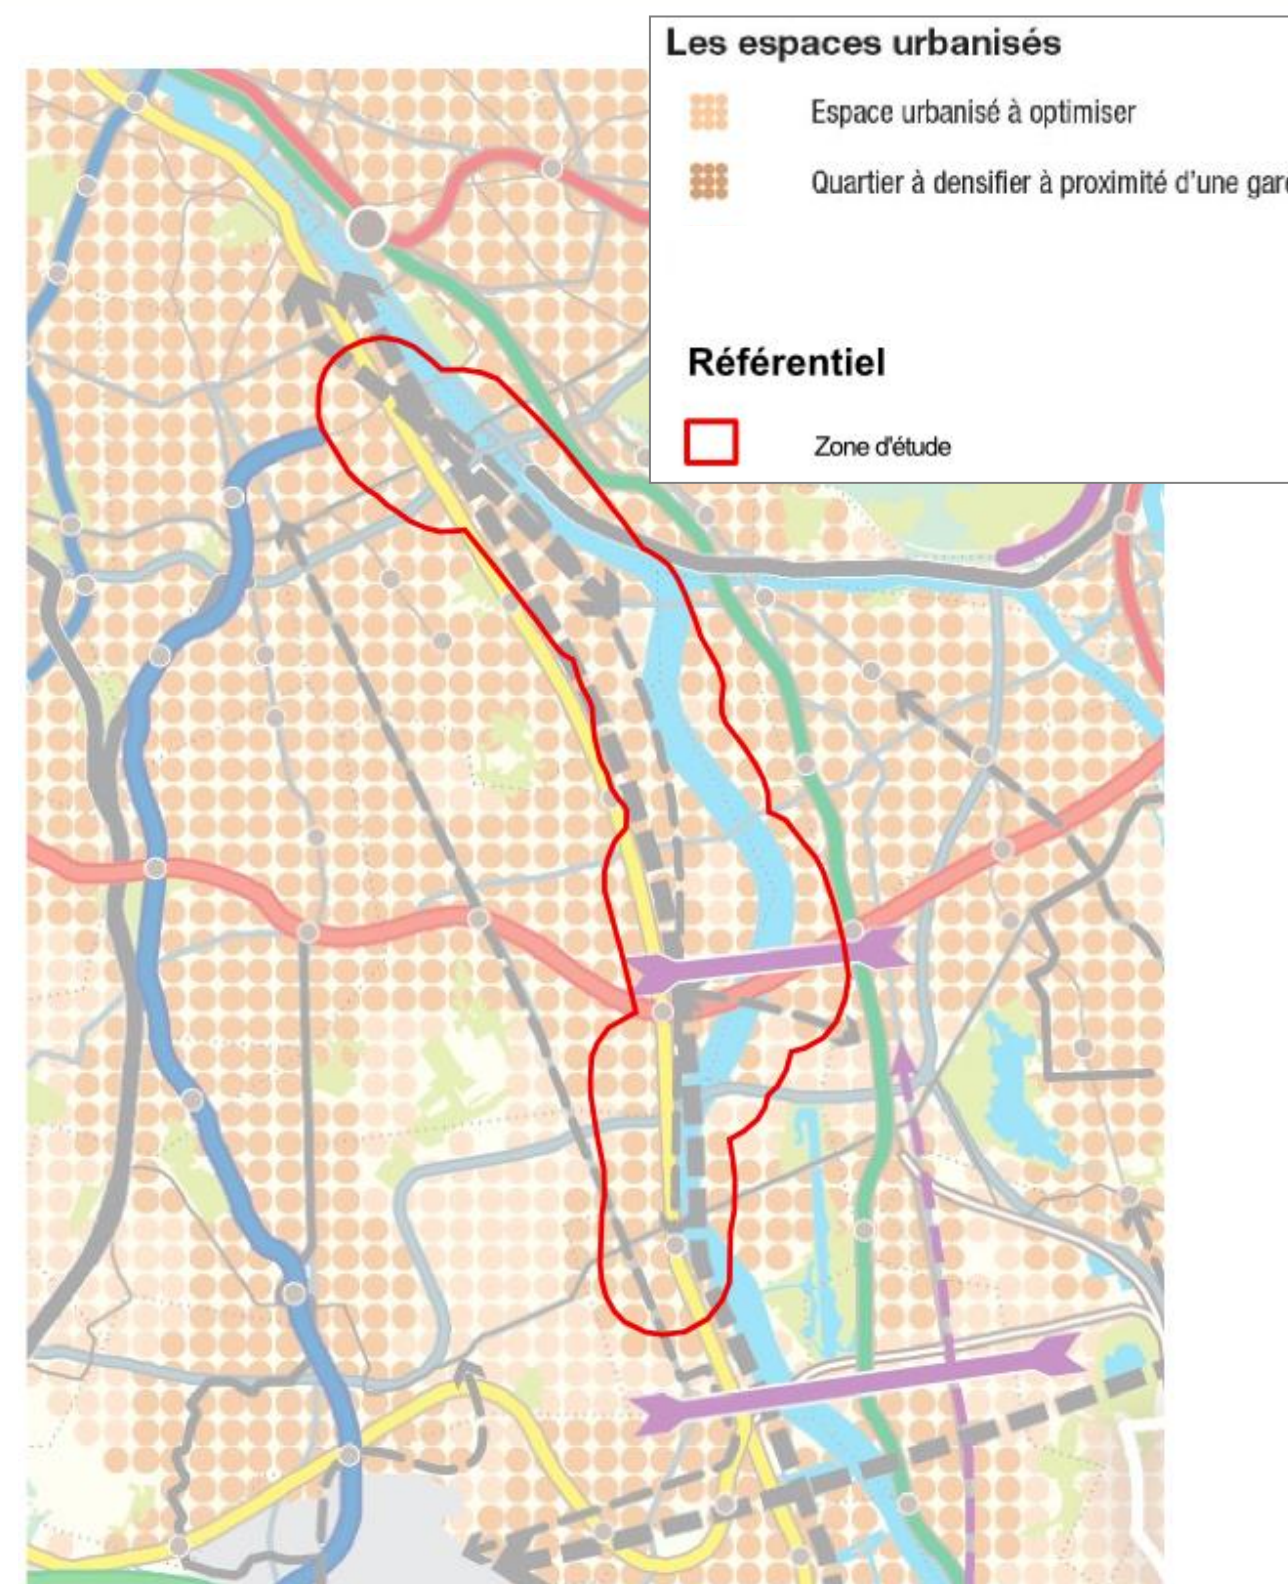 Les espaces urbanisés
Espace urbanisé à optimiser
Quartier à densifier à proximité d'une gar
Référentiel
Zone d'étude